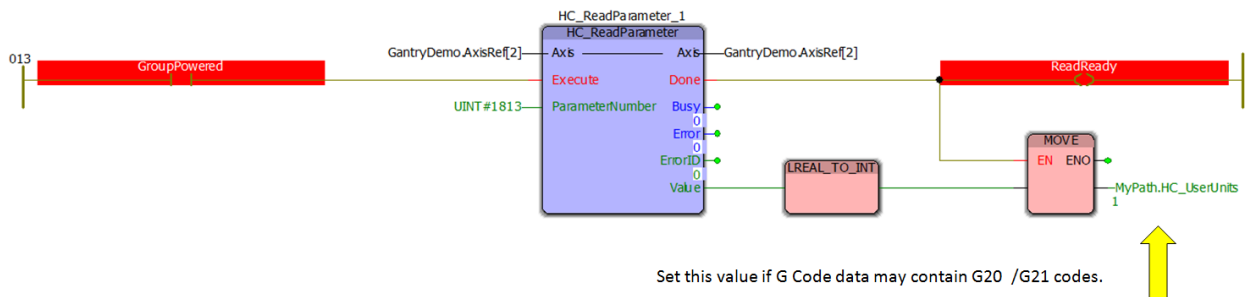 HC_ReadParameter_1
HC_ReadParameter
GantryDemo.AxisRef[2] Axis Axis GantryDemo.AxisRef[2]
013
GroupPowered
Execute Done
ReadReady
UINT#1813 ParameterNumber Busy
0
Error
0
ErrorID
0
Value
LREAL_TO_INT
MOVE
EN ENO
MyPath.HC_UserUnits
1
Set this value if G Code data may contain G20 /G21 codes.